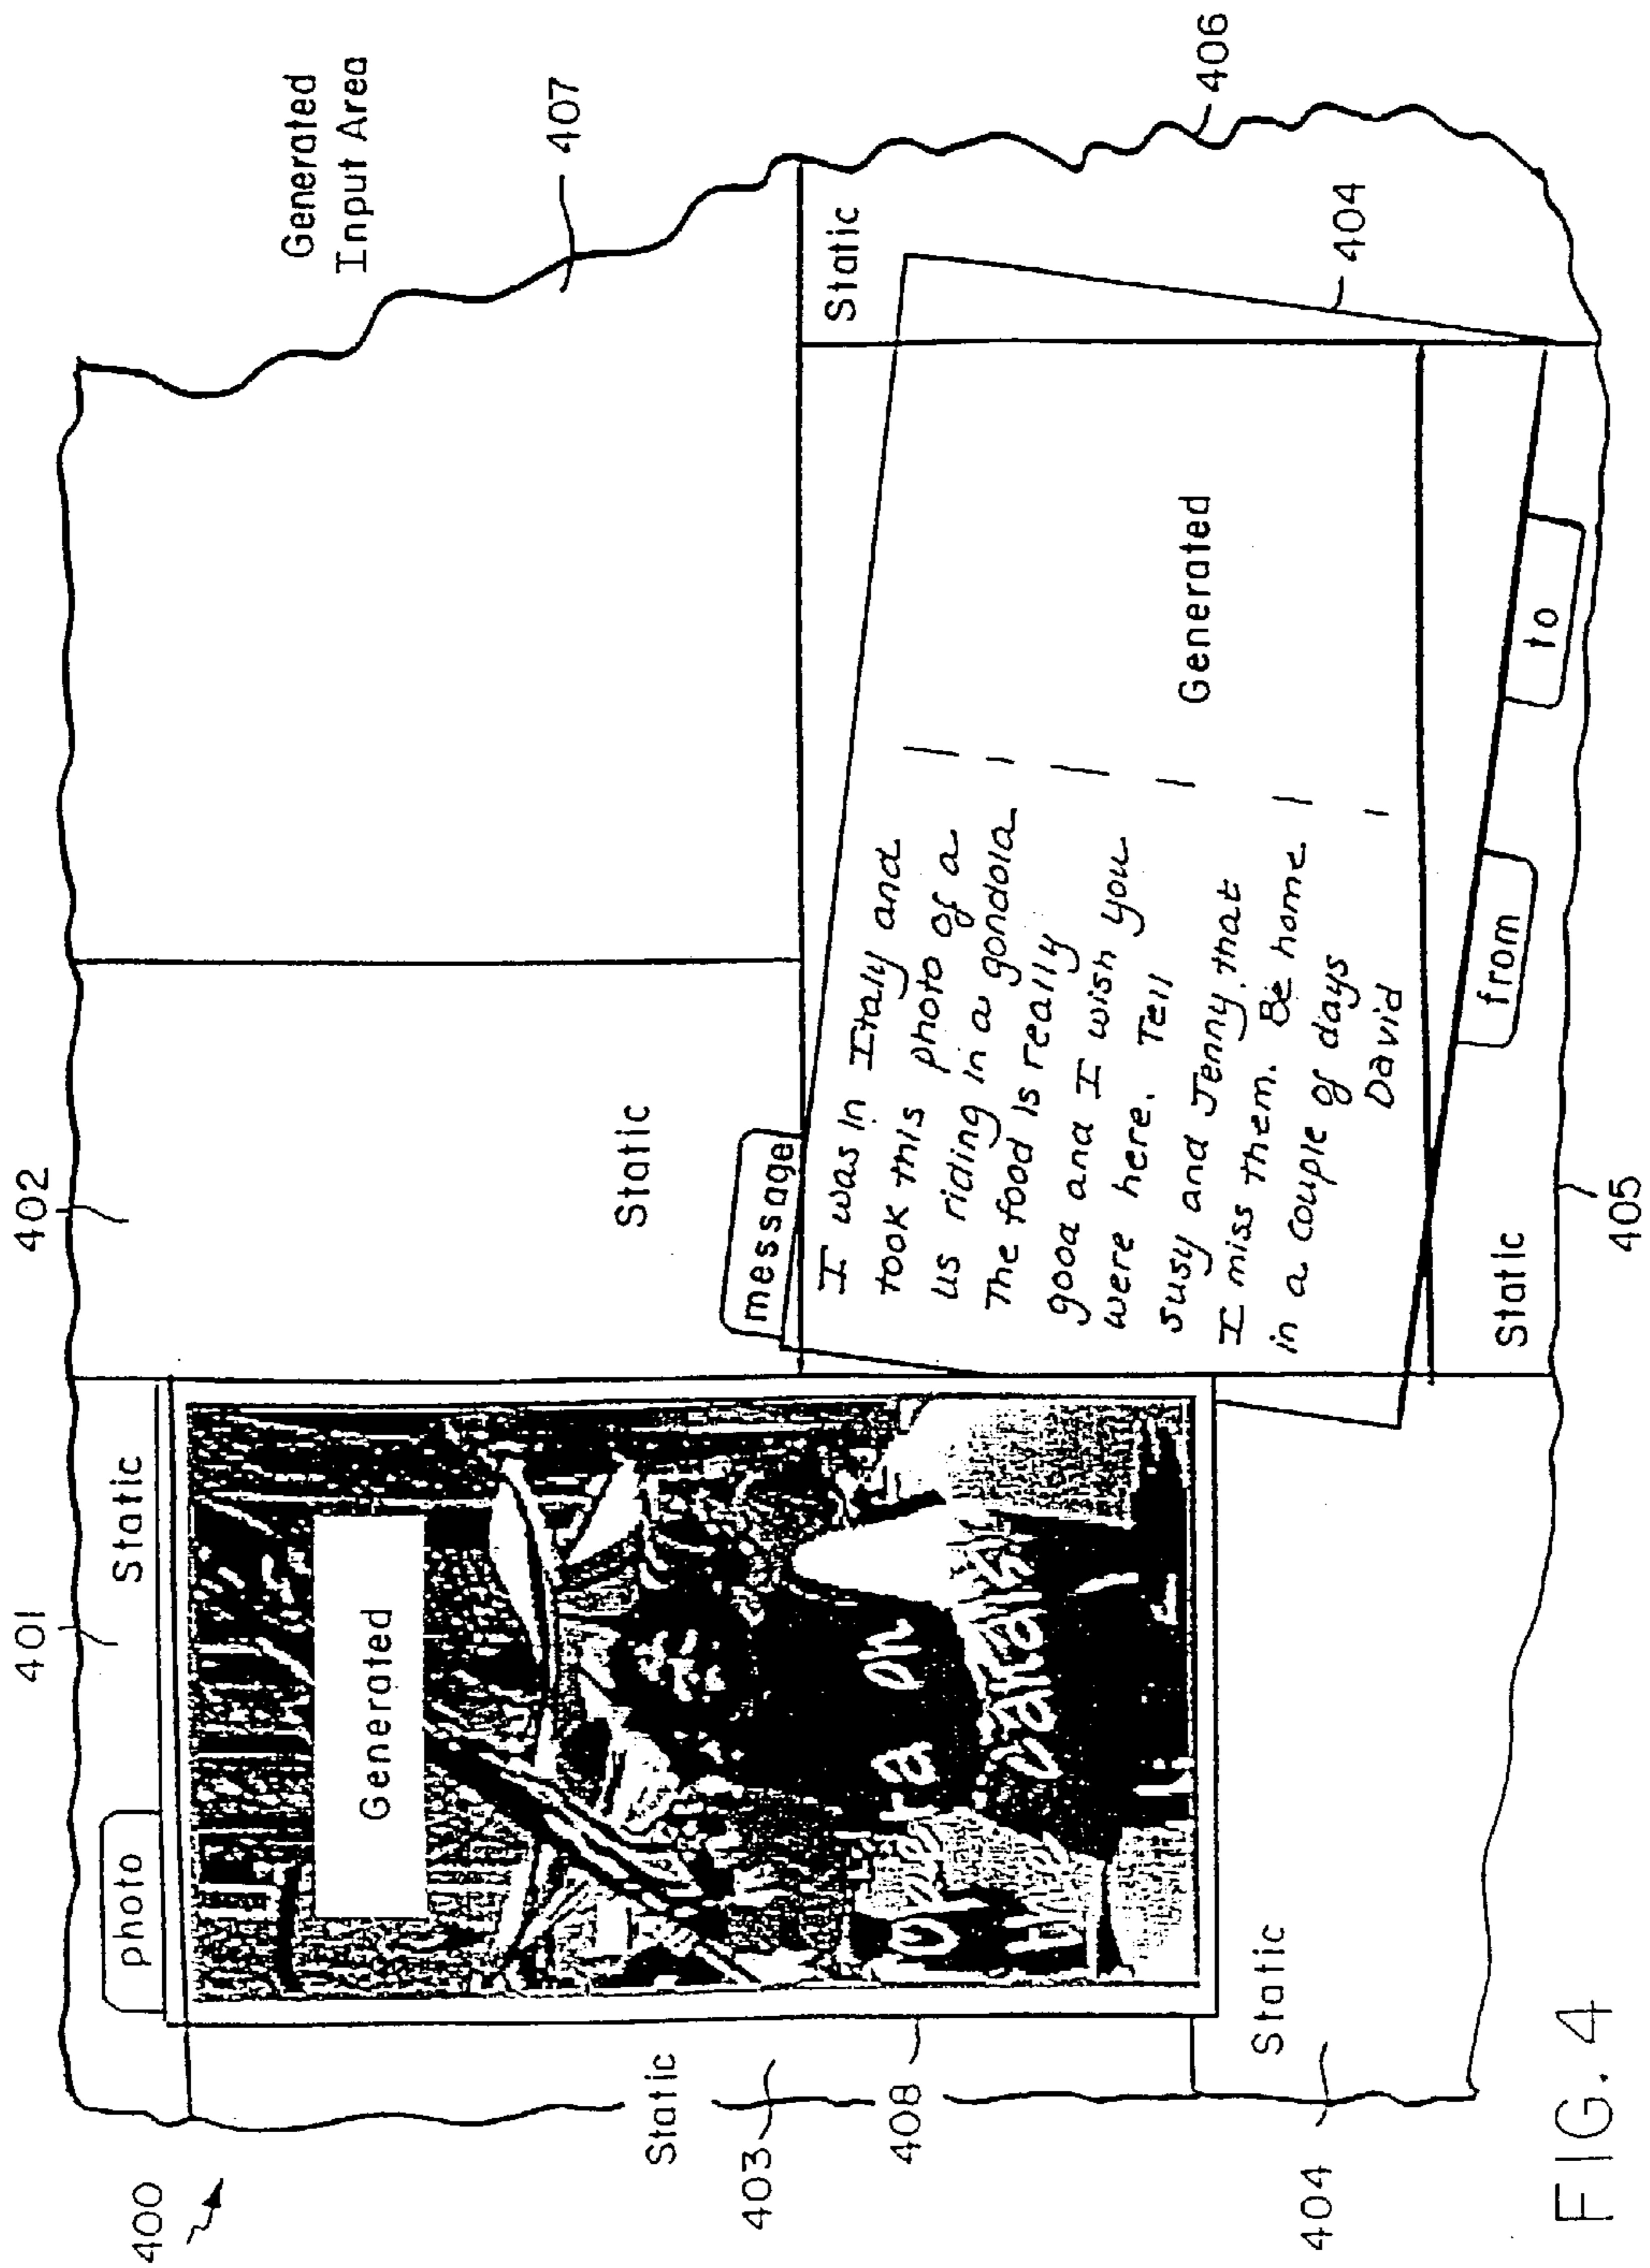 401
402
photo
Static
400
Generated
Input Area
Generated
407
Static
Static
message
403
Static
I was in Italy and
took this photo of a
us riding in a gondola
The food is really
good and I wish you
were here. Tell
susy and Jenny that
I miss them. Be home
in a couple of days
David
408
the
Generated
406
Static
404
404
from
to
Static
FIG. 4
405